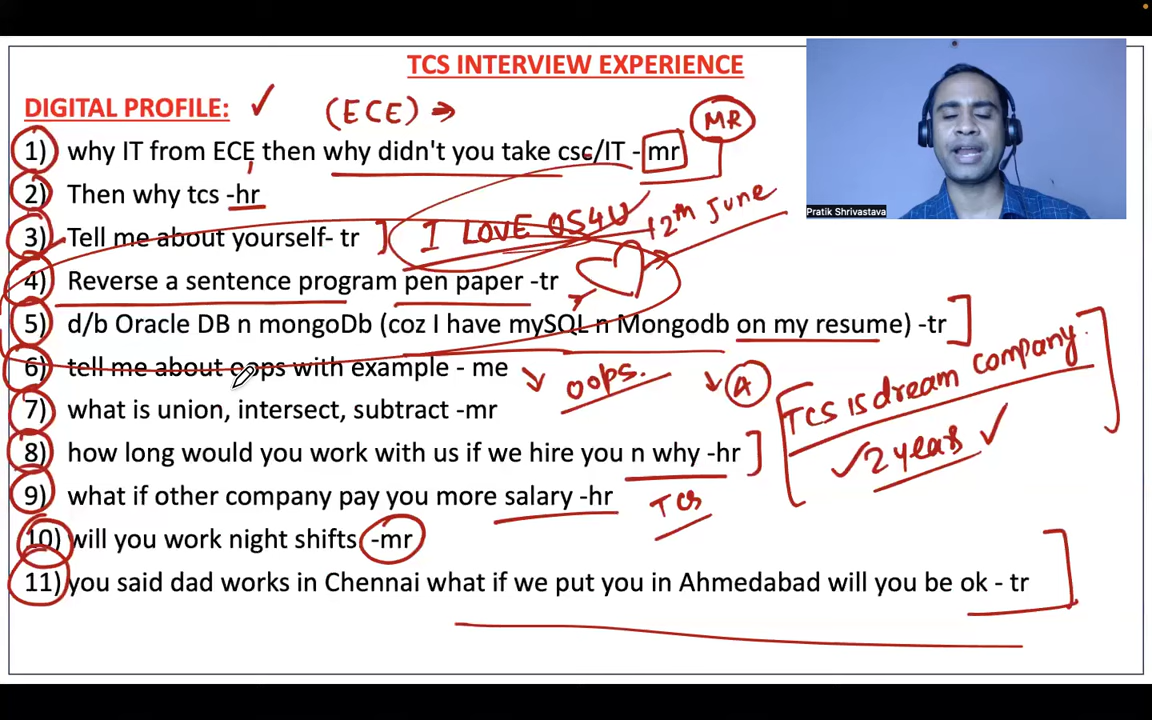 TCS INTERVIEW EXPERIENCE
DIGITAL PROFILE: ✓ (ECE) →
MR
1) why IT from ECE then why didn't you take csc/IT - mr
2) Then why tcs -hr
3) Tell me about yourself- tr
I LOVE QS4U
12th June
4) Reverse a sentence program pen paper -tr
5) d/b Oracle DB n mongoDb (coz I have mySQL n Mongodb on my resume) -tr
6) tell me about oops with example - me
oops.
A
TCS is dream company
7) what is union, intersect, subtract -mr
8) how long would you work with us if we hire you n why -hr
✓2 years ✓
9) what if other company pay you more salary -hr
TCS
10) will you work night shifts -mr
11) you said dad works in Chennai what if we put you in Ahmedabad will you be ok - tr
Pratik Shrivastava